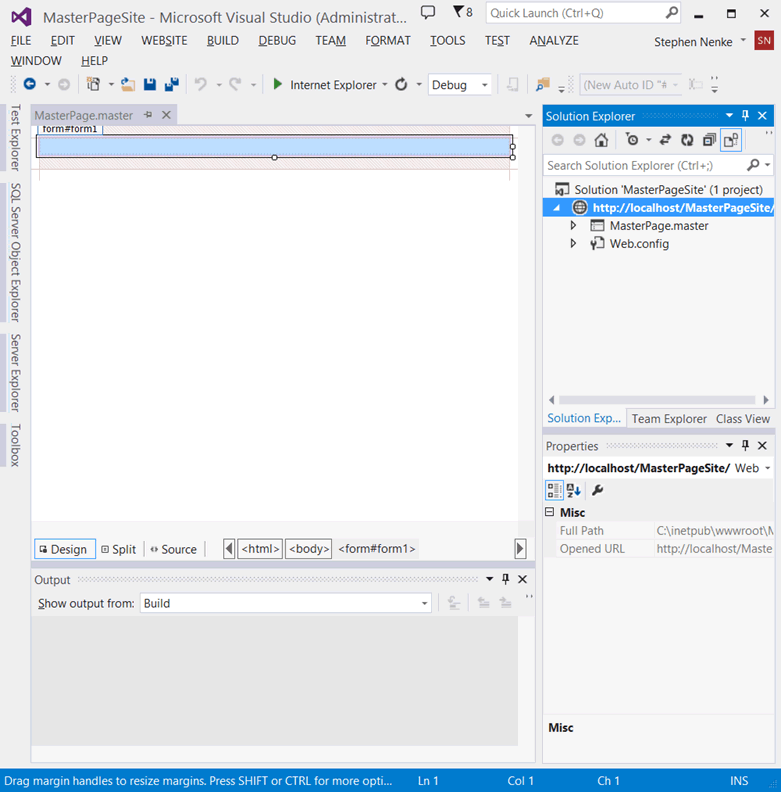 MasterPageSite - Microsoft Visual Studio (Administrat...
8
Quick Launch (Ctrl+Q)
FILE EDIT VIEW WEBSITE BUILD DEBUG TEAM FORMAT TOOLS TEST ANALYZE
Stephen Nenke
SN
WINDOW HELP
Internet Explorer
Debug
(New Auto ID "#
Test Explorer
SQL Server Object Explorer
Server Explorer
Toolbox
MasterPage.master
form#form1
Design
Split
Source
<html>
<body>
<form#form1>
Output
Show output from: Build
Solution Explorer
Search Solution Explorer (Ctrl+;)
Solution 'MasterPageSite' (1 project)
http://localhost/MasterPageSite/
MasterPage.master
Web.config
Solution Exp... Team Explorer Class View
Properties
http://localhost/MasterPageSite/ Web
Misc
Full Path C:\inetpub\wwwroot\M
Opened URL http://localhost/Maste
Misc
Drag margin handles to resize margins. Press SHIFT or CTRL for more opti... Ln 1 Col 1 Ch 1 INS